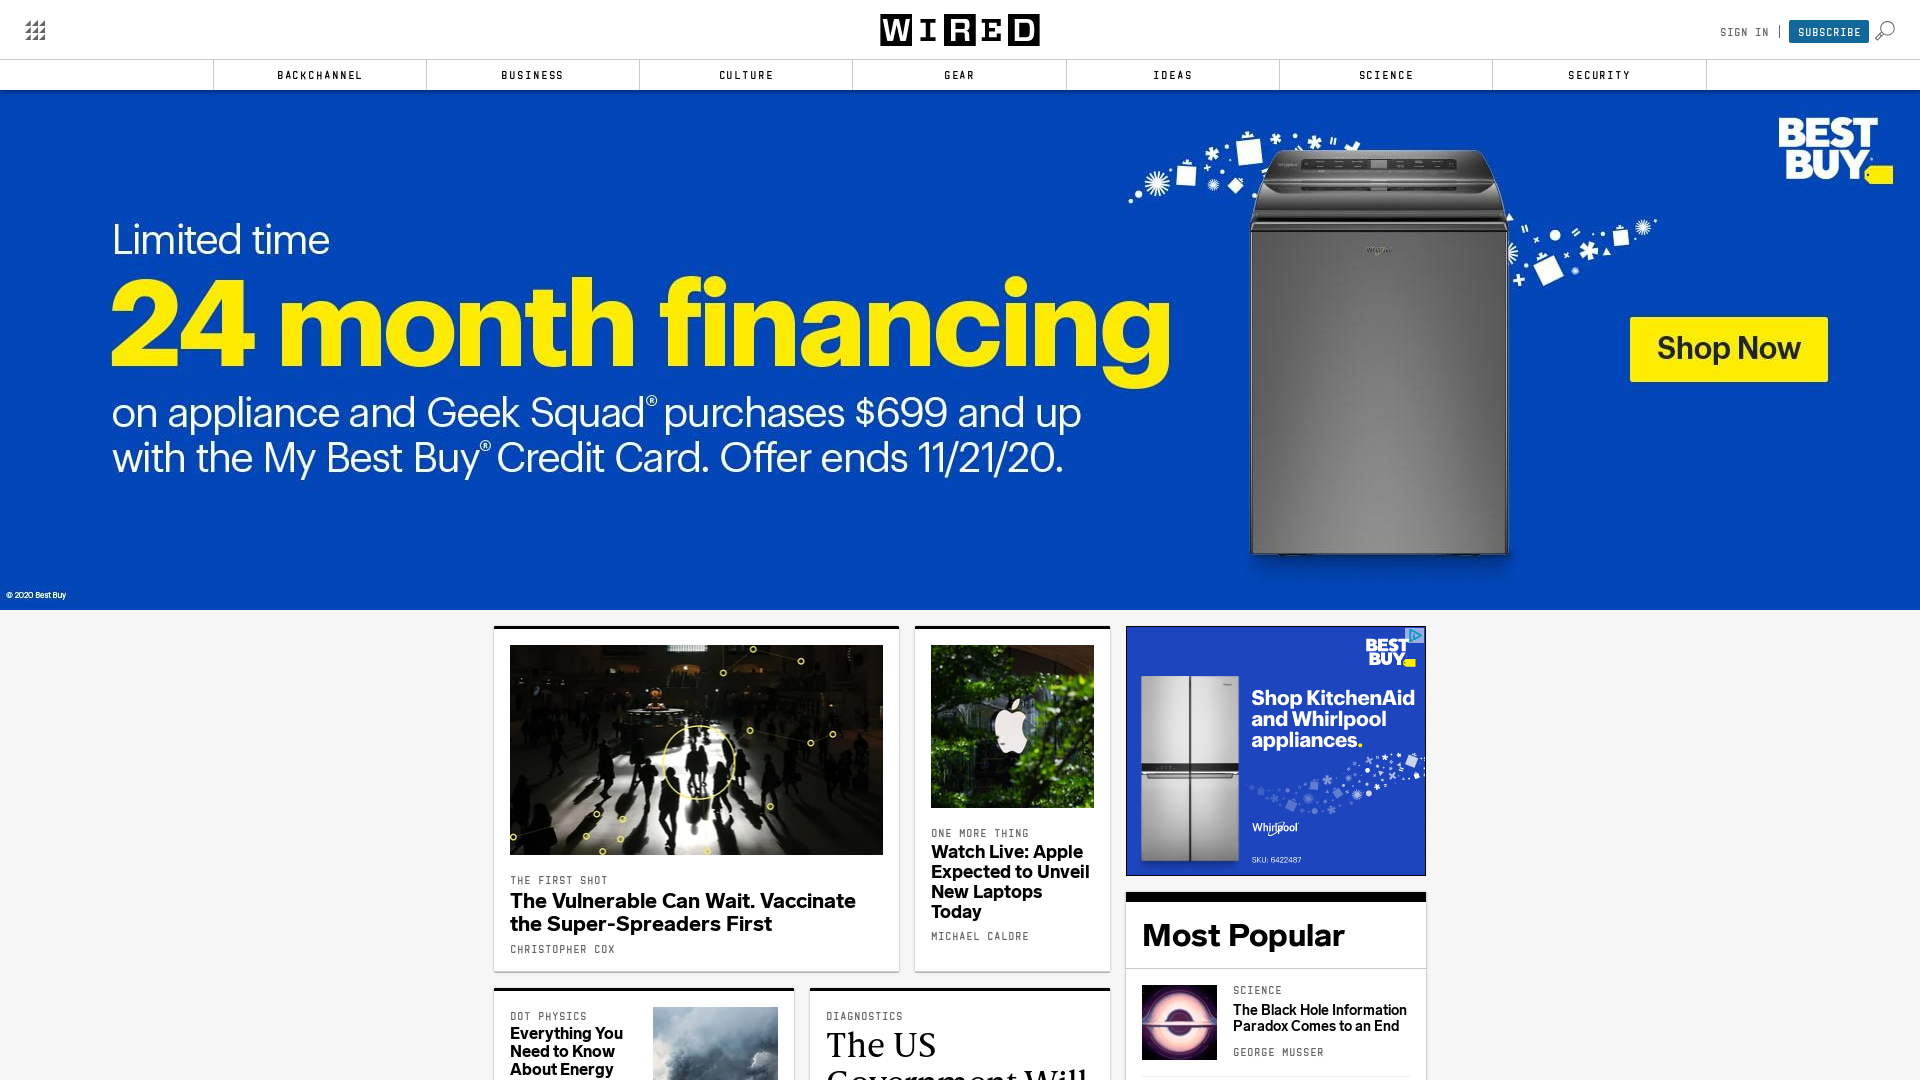 WIRED
SIGN IN
SUBSCRIBE
BACKCHANNEL
BUSINESS
CULTURE
GEAR
IDEAS
SCIENCE
SECURITY
BEST
BUY
Limited time
24 month financing
on appliance and Geek Squad® purchases $699 and up
with the My Best Buy® Credit Card. Offer ends 11/21/20.
Shop Now
© 2020 Best Buy
THE FIRST SHOT
The Vulnerable Can Wait. Vaccinate
the Super-Spreaders First
CHRISTOPHER COX
ONE MORE THING
Watch Live: Apple
Expected to Unveil
New Laptops
Today
MICHAEL CALORE
BEST
BUY
Shop KitchenAid
and Whirlpool
appliances.
Whirlpool
SKU: 6422487
Most Popular
SCIENCE
The Black Hole Information
Paradox Comes to an End
GEORGE MUSSER
DOT PHYSICS
Everything You
Need to Know
About Energy
DIAGNOSTICS
The US
Government Will